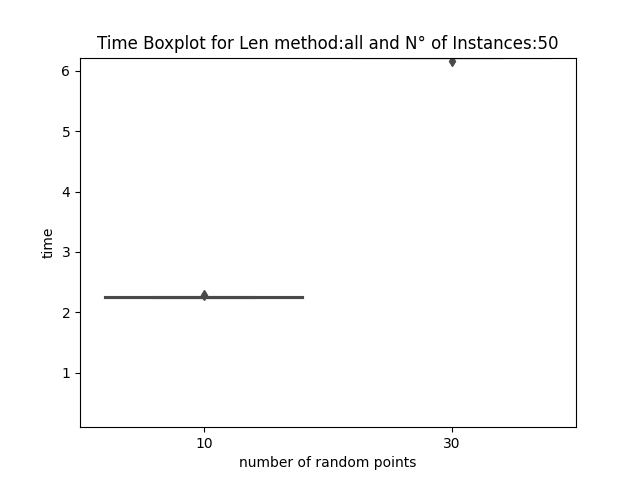 Time Boxplot for Len method:all and N° of Instances:50
6
5
4
3
2
1
time
10
30
number of random points